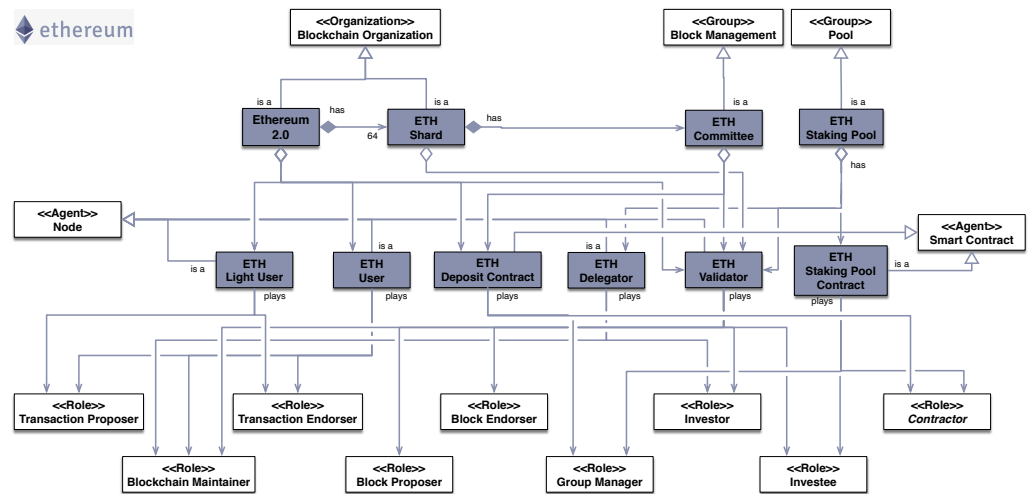 ethereum
<<Organization>>
Blockchain Organization
<<Group>>
Block Management
<<Group>>
Pool
is a
is a
is a
is a
Ethereum
2.0
has
64
ETH
Shard
has
ETH
Committee
ETH
Staking Pool
has
<<Agent>>
Node
<<Agent>>
Smart Contract
is a
ETH
Light User
is a
ETH
User
ETH
Deposit Contract
is a
ETH
Delegator
ETH
Validator
ETH
Staking Pool
Contract
is a
plays
plays
plays
plays
plays
plays
<<Role>>
Transaction Proposer
<<Role>>
Transaction Endorser
<<Role>>
Block Endorser
<<Role>>
Investor
<<Role>>
Contractor
<<Role>>
Blockchain Maintainer
<<Role>>
Block Proposer
<<Role>>
Group Manager
<<Role>>
Investee